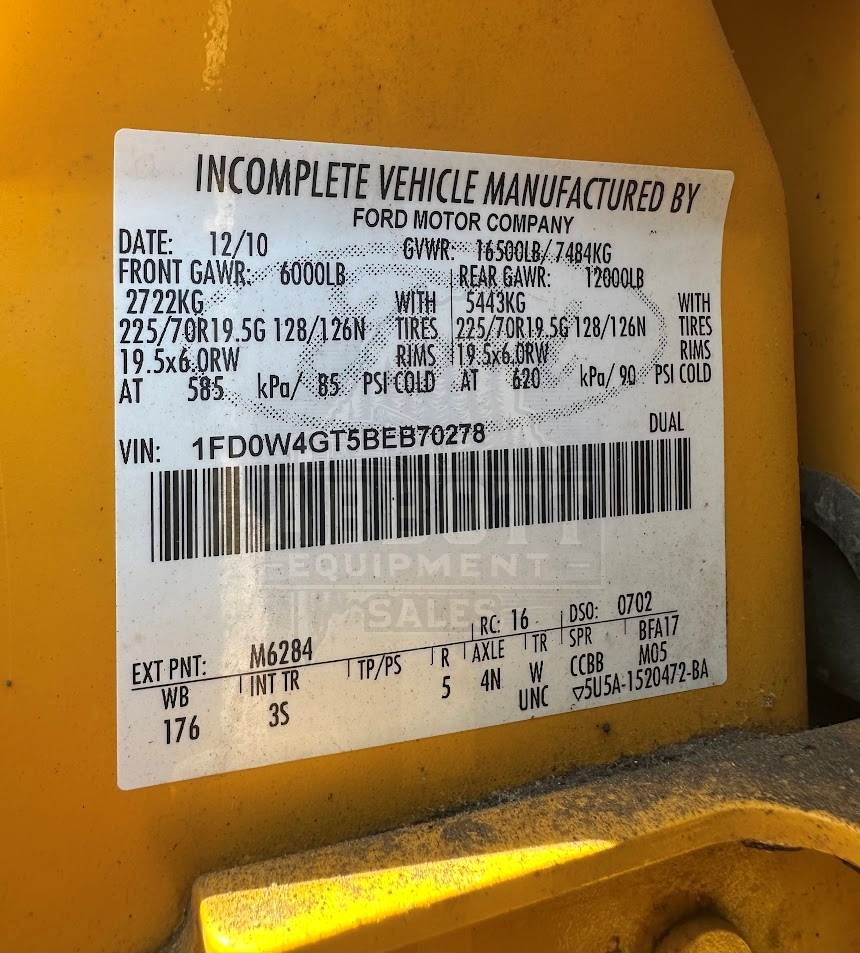 INCOMPLETE VEHICLE MANUFACTURED BY
FORD MOTOR COMPANY
DATE: 12/10 GVWR: 16500LB/ 7484KG
FRONT GAWR: 6000LB REAR GAWR: 12000LB
2722KG WITH 5443KG WITH
225/70R19.5G 128/126N TIRES 225/70R19.5G 128/126N TIRES
19.5x6.0RW RIMS 19.5x6.0RW RIMS
AT 585 kPa/ 85 PSI COLD AT 620 kPa/ 90 PSI COLD
VIN: 1FD0W4GT5BEB70278 DUAL
EQUIPMENT
SALES
EXT PNT: M6284 RC: 16 DSO: 0702
WB INT TR TP/PS R AXLE TR SPR BFA17
176 3S 5 4N W CCBB M05
UNC ▽5U5A-1520472-BA